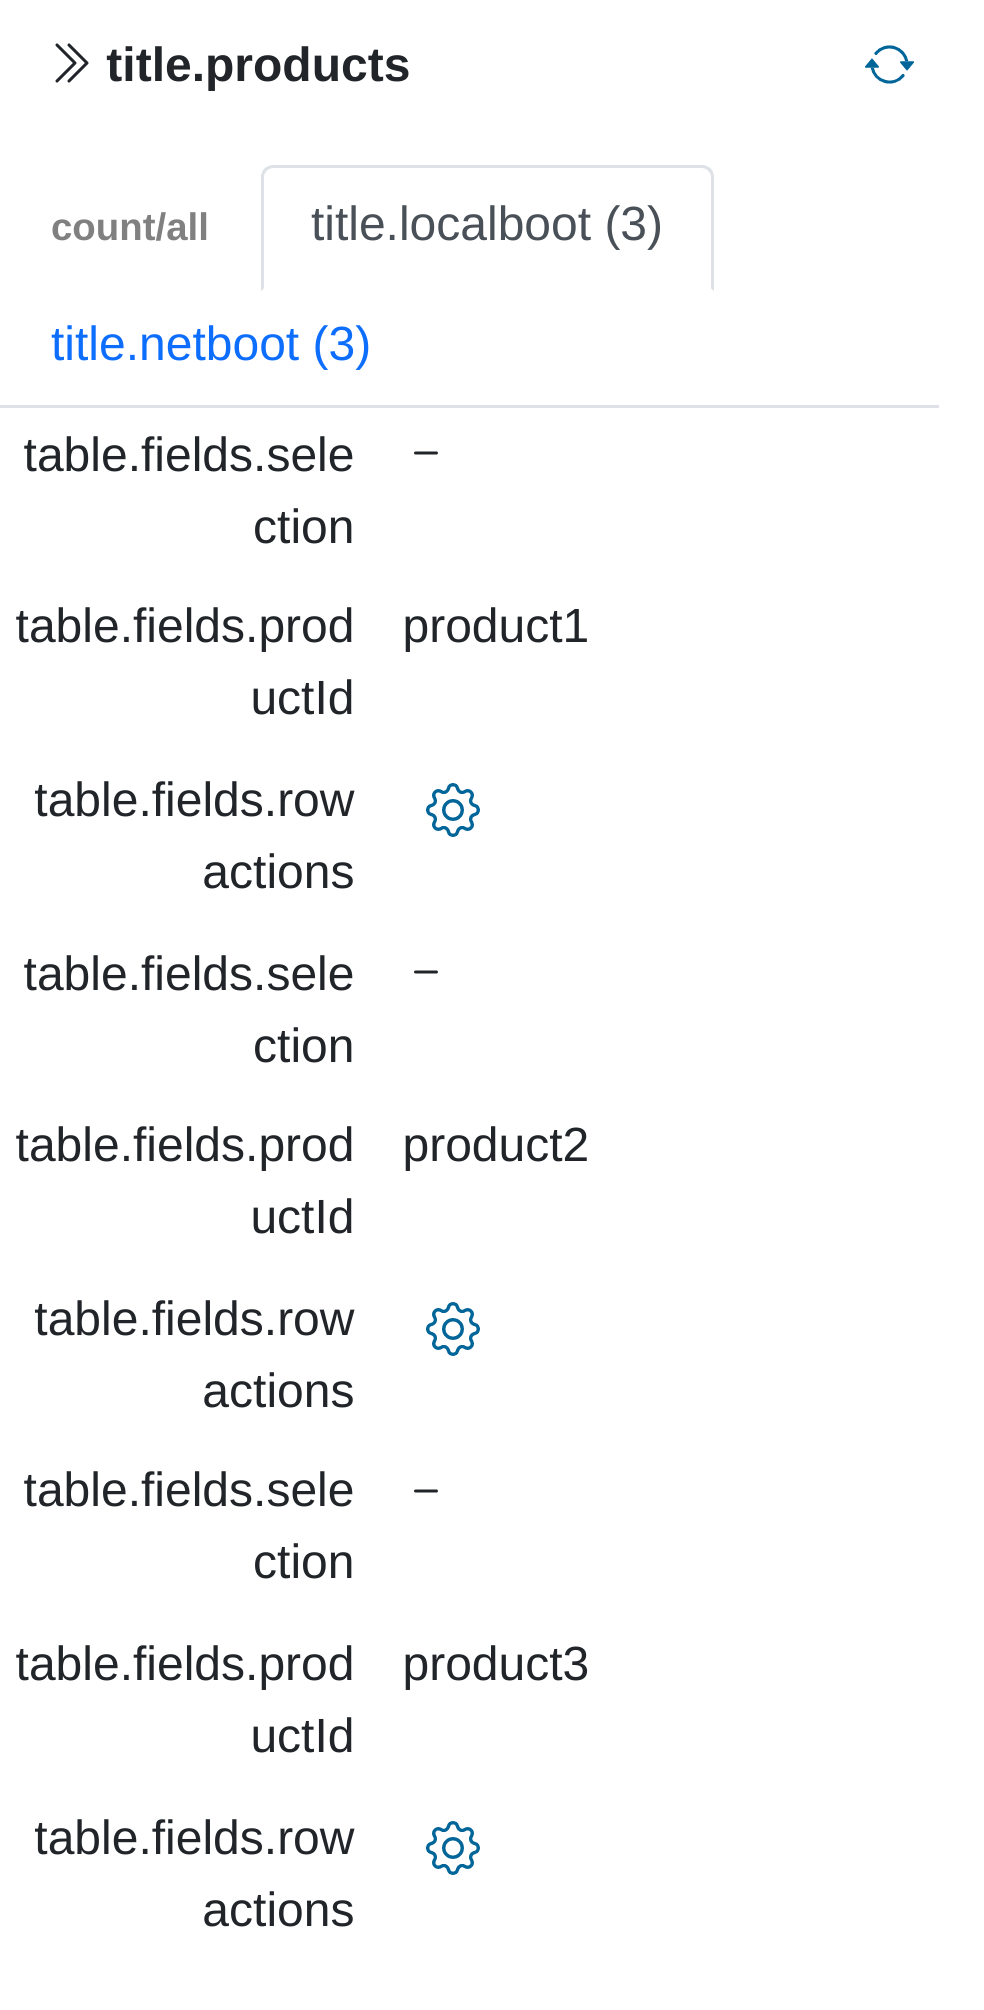 title.products
count/all
title.localboot (3)
title.netboot (3)
table.fields.sele –
ction
table.fields.prod product1
uctId
table.fields.row
actions
table.fields.sele –
ction
table.fields.prod product2
uctId
table.fields.row
actions
table.fields.sele –
ction
table.fields.prod product3
uctId
table.fields.row
actions